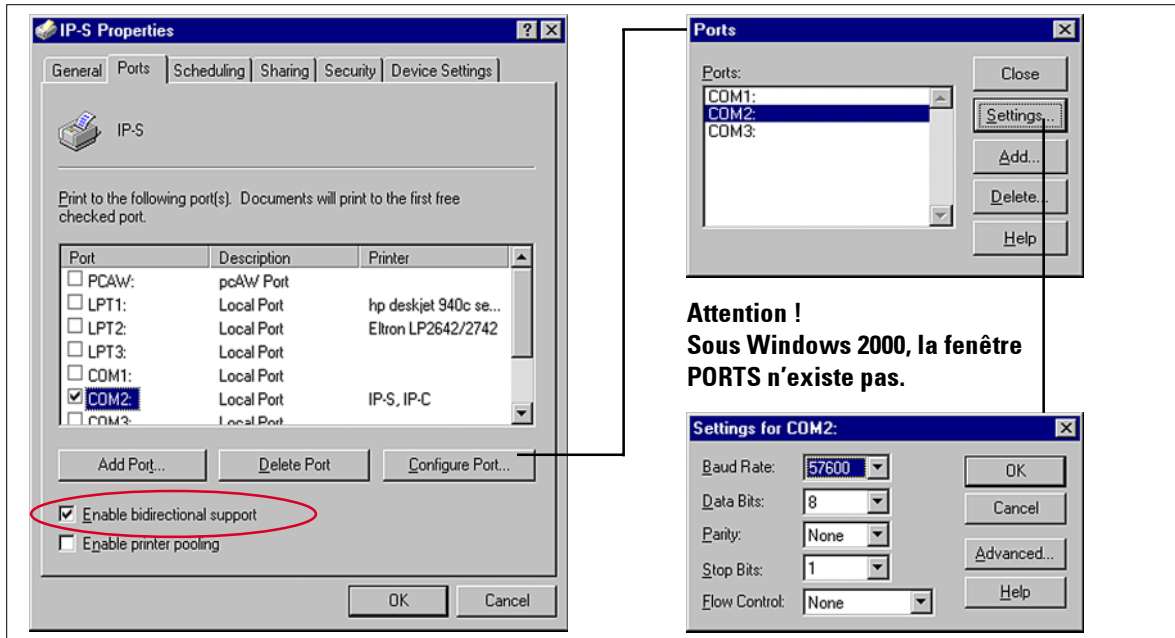 IP-S Properties
General Ports Scheduling Sharing Security Device Settings
IP-S
Print to the following port(s). Documents will print to the first free
checked port.
Port Description Printer
PCAW: pcAW Port
LPT1: Local Port hp deskjet 940c se...
LPT2: Local Port Eltron LP2642/2742
LPT3: Local Port
COM1: Local Port
COM2: Local Port IP-S, IP-C
COM3: Local Port
Add Port... Delete Port Configure Port...
Enable bidirectional support
Enable printer pooling
OK Cancel
Ports
Ports:
COM1:
COM2:
COM3:
Close
Settings...
Add...
Delete...
Help
Attention !
Sous Windows 2000, la fenêtre
PORTS n'existe pas.
Settings for COM2:
Baud Rate: 57600
Data Bits: 8
Parity: None
Stop Bits: 1
Flow Control: None
OK
Cancel
Advanced...
Help